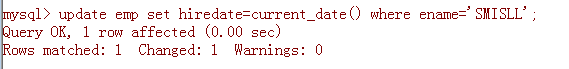 mysql> update emp set hiredate=current_date() where ename='SMISLL';
Query OK, 1 row affected (0.00 sec)
Rows matched: 1  Changed: 1  Warnings: 0